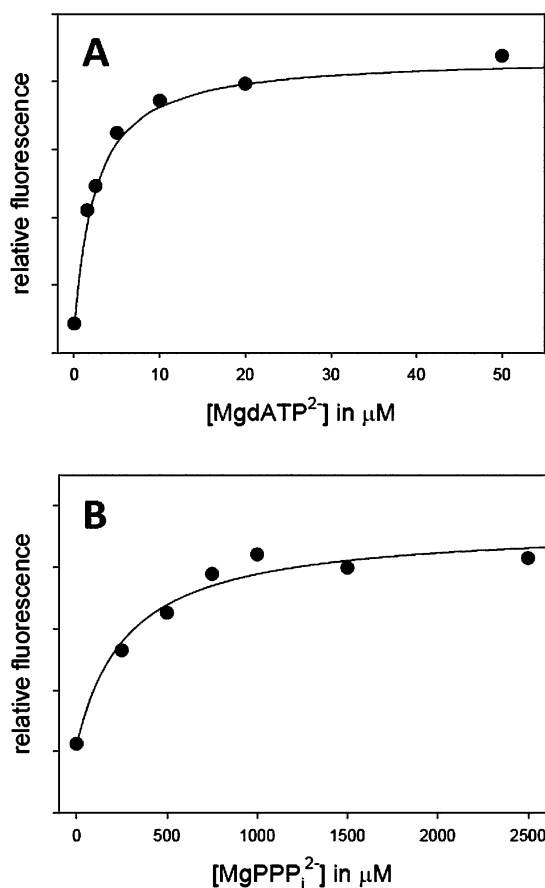 A
relative fluorescence
0 10 20 30 40 50
[MgdATP²⁻] in μM
B
relative fluorescence
0 500 1000 1500 2000 2500
[MgPPPᵢ²⁻] in μM